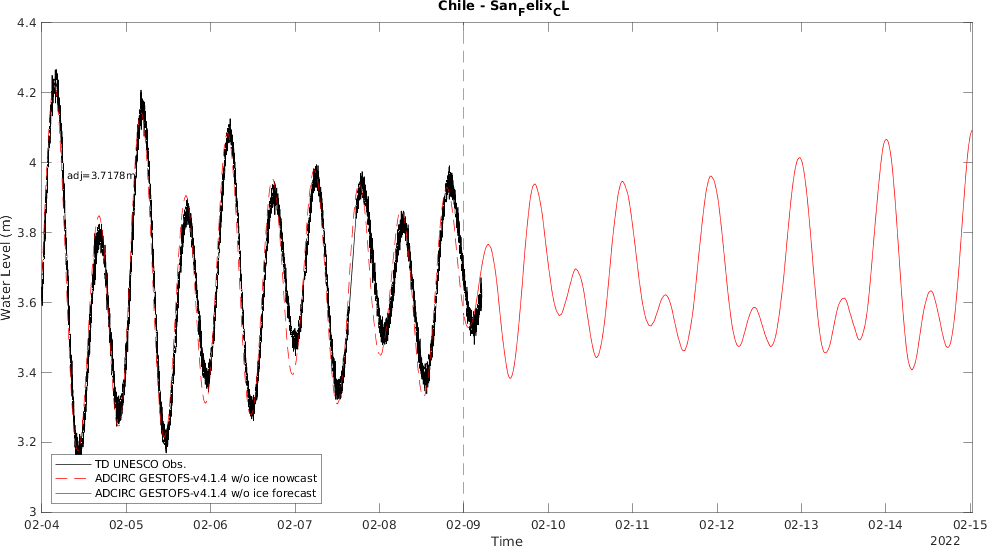 Chile - SanFelixCL
4.4
4.2
4
3.8
3.6
3.4
3.2
3
Water Level (m)
adj=3.7178m
TD UNESCO Obs.
ADCIRC GESTOFS-v4.1.4 w/o ice nowcast
ADCIRC GESTOFS-v4.1.4 w/o ice forecast
02-04 02-05 02-06 02-07 02-08 02-09 02-10 02-11 02-12 02-13 02-14 02-15
Time
2022